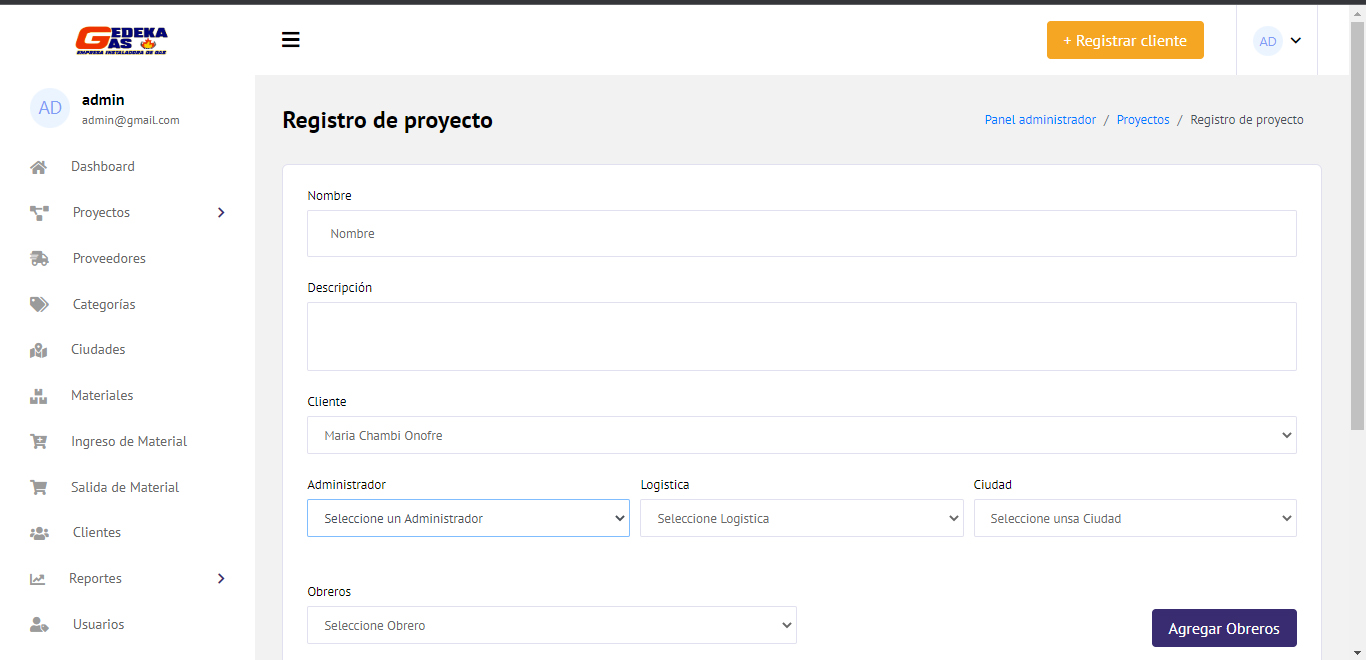 GEDEKA
GAS
EMPRESA INSTALADORA DE GAS
+ Registrar cliente
AD
AD
admin
admin@gmail.com
Dashboard
Proyectos
Proveedores
Categorías
Ciudades
Materiales
Ingreso de Material
Salida de Material
Clientes
Reportes
Usuarios
Registro de proyecto
Panel administrador / Proyectos / Registro de proyecto
Nombre
Nombre
Descripción
Cliente
Maria Chambi Onofre
Administrador Logistica Ciudad
Seleccione un Administrador Seleccione Logistica Seleccione unsa Ciudad
Obreros
Seleccione Obrero
Agregar Obreros